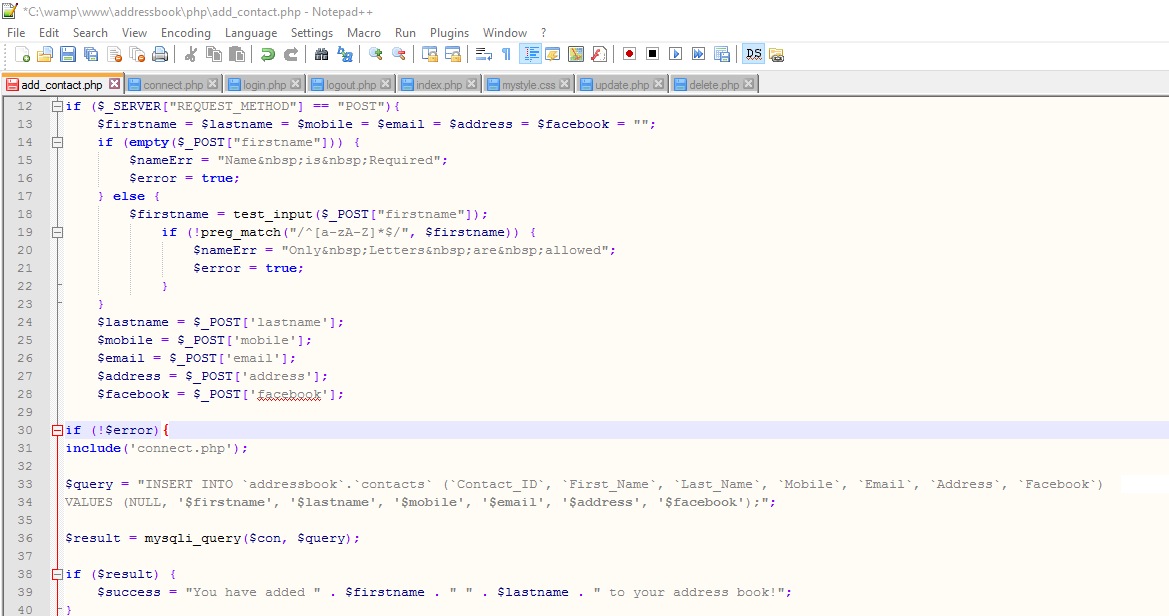 *C:\wamp\www\addressbook\php\add_contact.php - Notepad++
File Edit Search View Encoding Language Settings Macro Run Plugins Window ?
add_contact.php connect.php login.php logout.php index.php mystyle.css update.php delete.php
12 if ($_SERVER["REQUEST_METHOD"] == "POST"){
13 $firstname = $lastname = $mobile = $email = $address = $facebook = "";
14 if (empty($_POST["firstname"])) {
15 $nameErr = "Name&nbsp;is&nbsp;Required";
16 $error = true;
17 } else {
18 $firstname = test_input($_POST["firstname"]);
19 if (!preg_match("/^[a-zA-Z]*$/", $firstname)) {
20 $nameErr = "Only&nbsp;Letters&nbsp;are&nbsp;allowed";
21 $error = true;
22 }
23 }
24 $lastname = $_POST['lastname'];
25 $mobile = $_POST['mobile'];
26 $email = $_POST['email'];
27 $address = $_POST['address'];
28 $facebook = $_POST['facebook'];
29
30 if (!$error){
31 include('connect.php');
32
33 $query = "INSERT INTO `addressbook`.`contacts` (`Contact_ID`, `First_Name`, `Last_Name`, `Mobile`, `Email`, `Address`, `Facebook`)
34 VALUES (NULL, '$firstname', '$lastname', '$mobile', '$email', '$address', '$facebook');";
35
36 $result = mysqli_query($con, $query);
37
38 if ($result) {
39 $success = "You have added " . $firstname . " " . $lastname . " to your address book!";
40 }